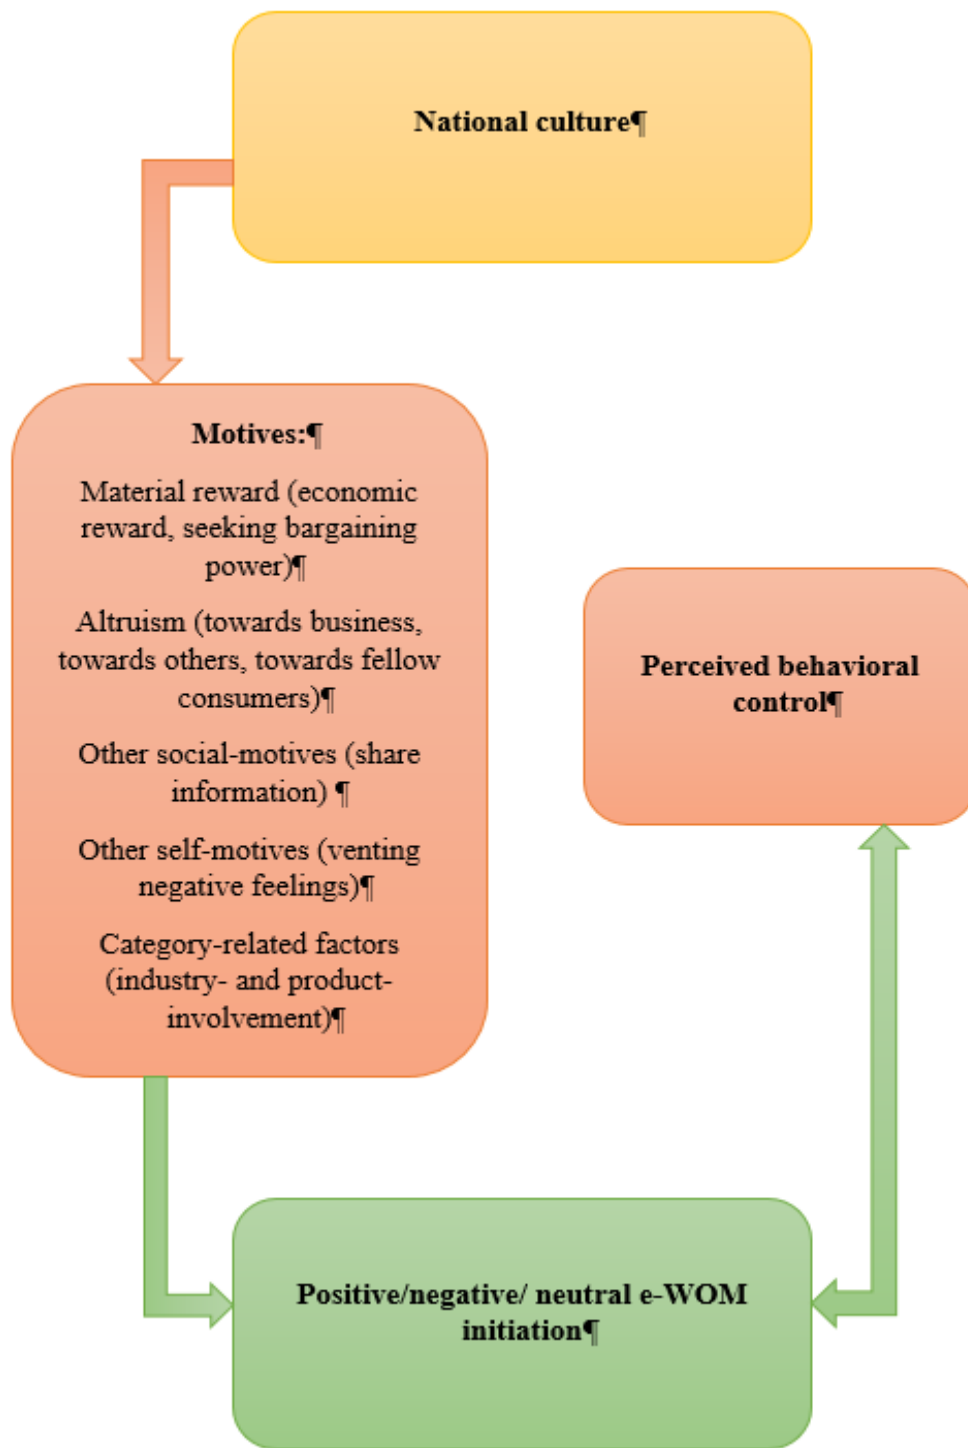 National culture¶
Motives:¶
Material reward (economic
reward, seeking bargaining
power)¶
Altruism (towards business,
towards others, towards fellow
consumers)¶
Other social-motives (share
information) ¶
Other self-motives (venting
negative feelings)¶
Category-related factors
(industry- and product-
involvement)¶
Perceived behavioral
control¶
Positive/negative/ neutral e-WOM
initiation¶